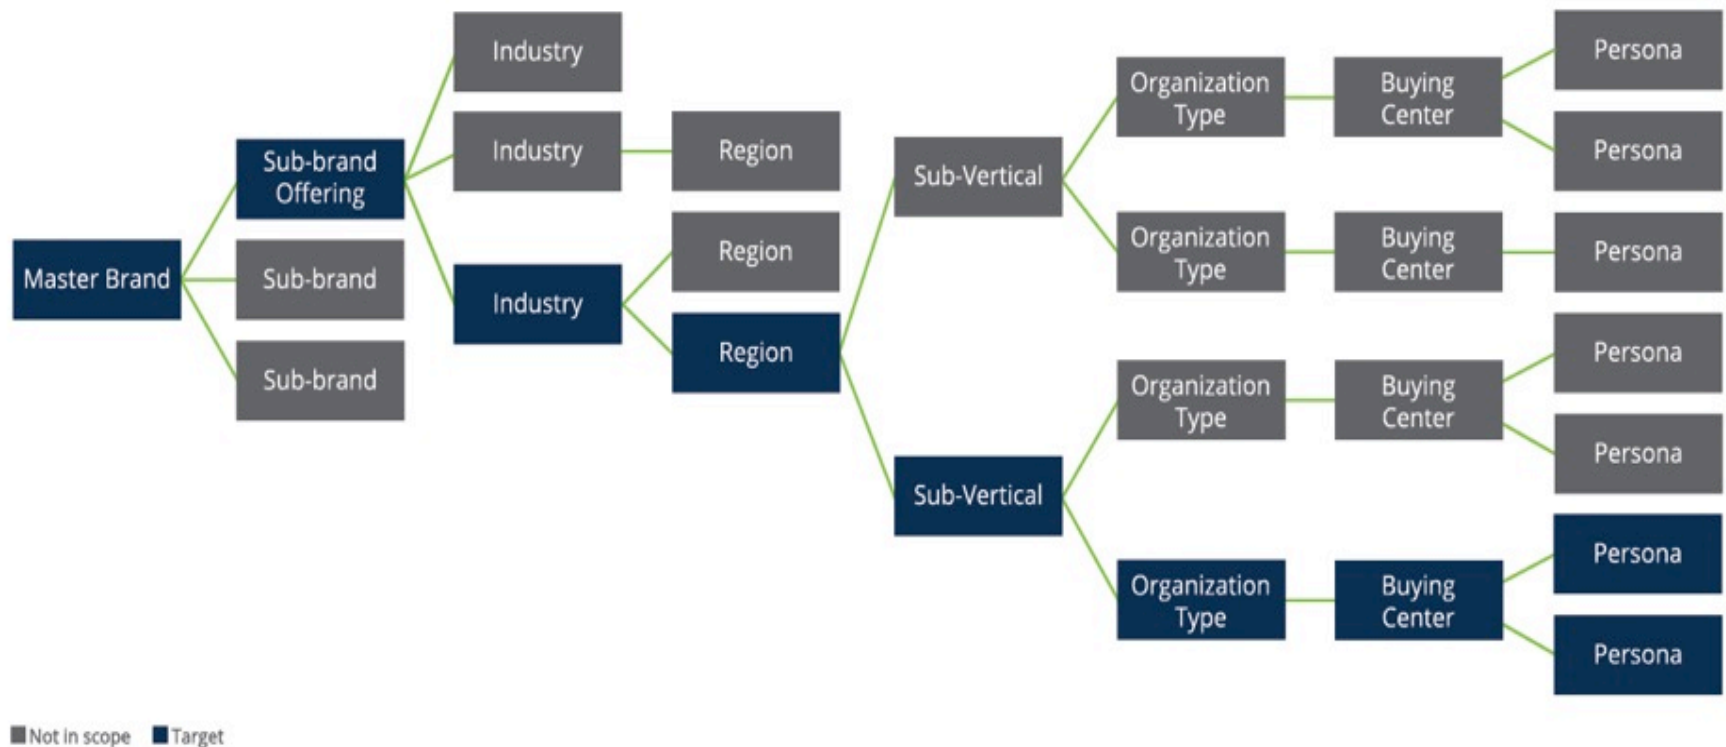 Master Brand
Sub-brand
Offering
Sub-brand
Sub-brand
Industry
Industry
Industry
Region
Region
Region
Sub-Vertical
Sub-Vertical
Organization
Type
Organization
Type
Organization
Type
Organization
Type
Buying
Center
Buying
Center
Buying
Center
Buying
Center
Persona
Persona
Persona
Persona
Persona
Persona
Persona
Not in scope
Target